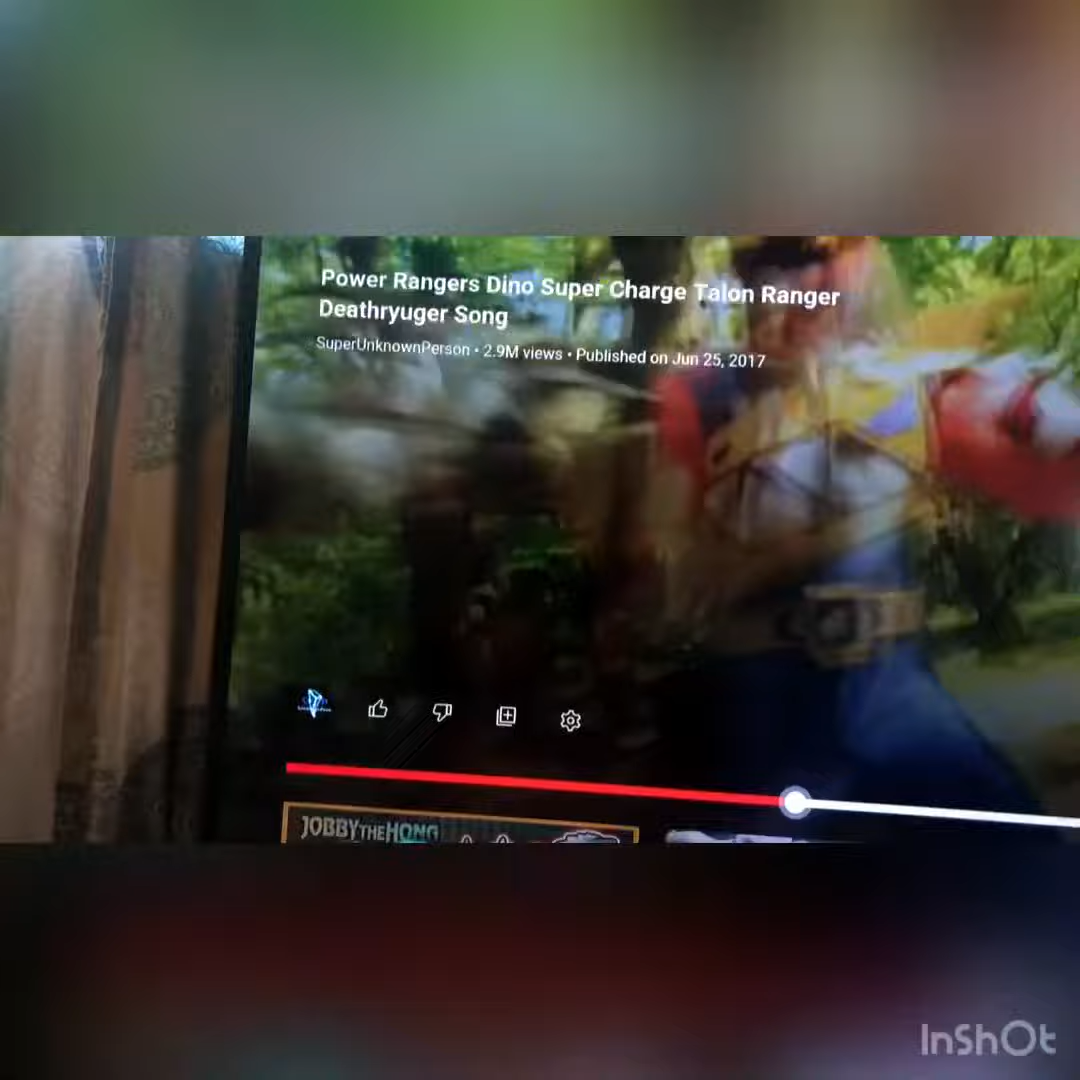 Power Rangers Dino Super Charge Talon Ranger
Deathryuger Song
SuperUnknownPerson • 2.9M views • Published on Jun 25, 2017
JOBBY THE HONG
InShOt